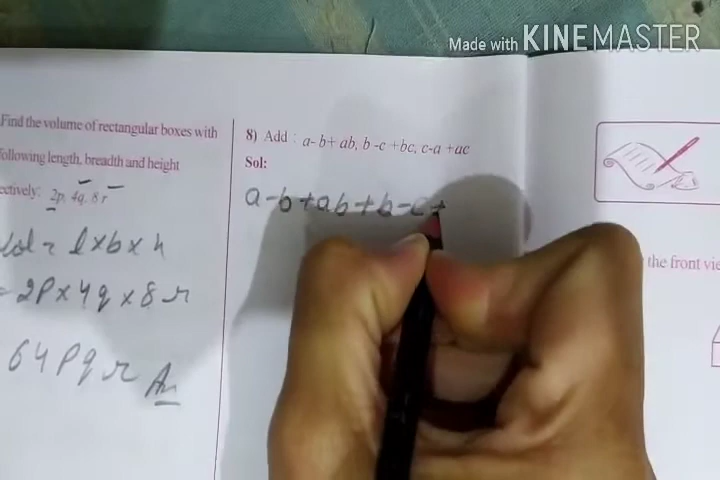 Made with KINEMASTER
Find the volume of rectangular boxes with
following length, breadth and height
ectively: 2p, 4q, 8r
Vol = l×b×h
= 2P×4q×8r
64Pqr An
8) Add : a-b+ab, b-c+bc, c-a+ac
Sol:
a-b+ab+b-c+
the front vie